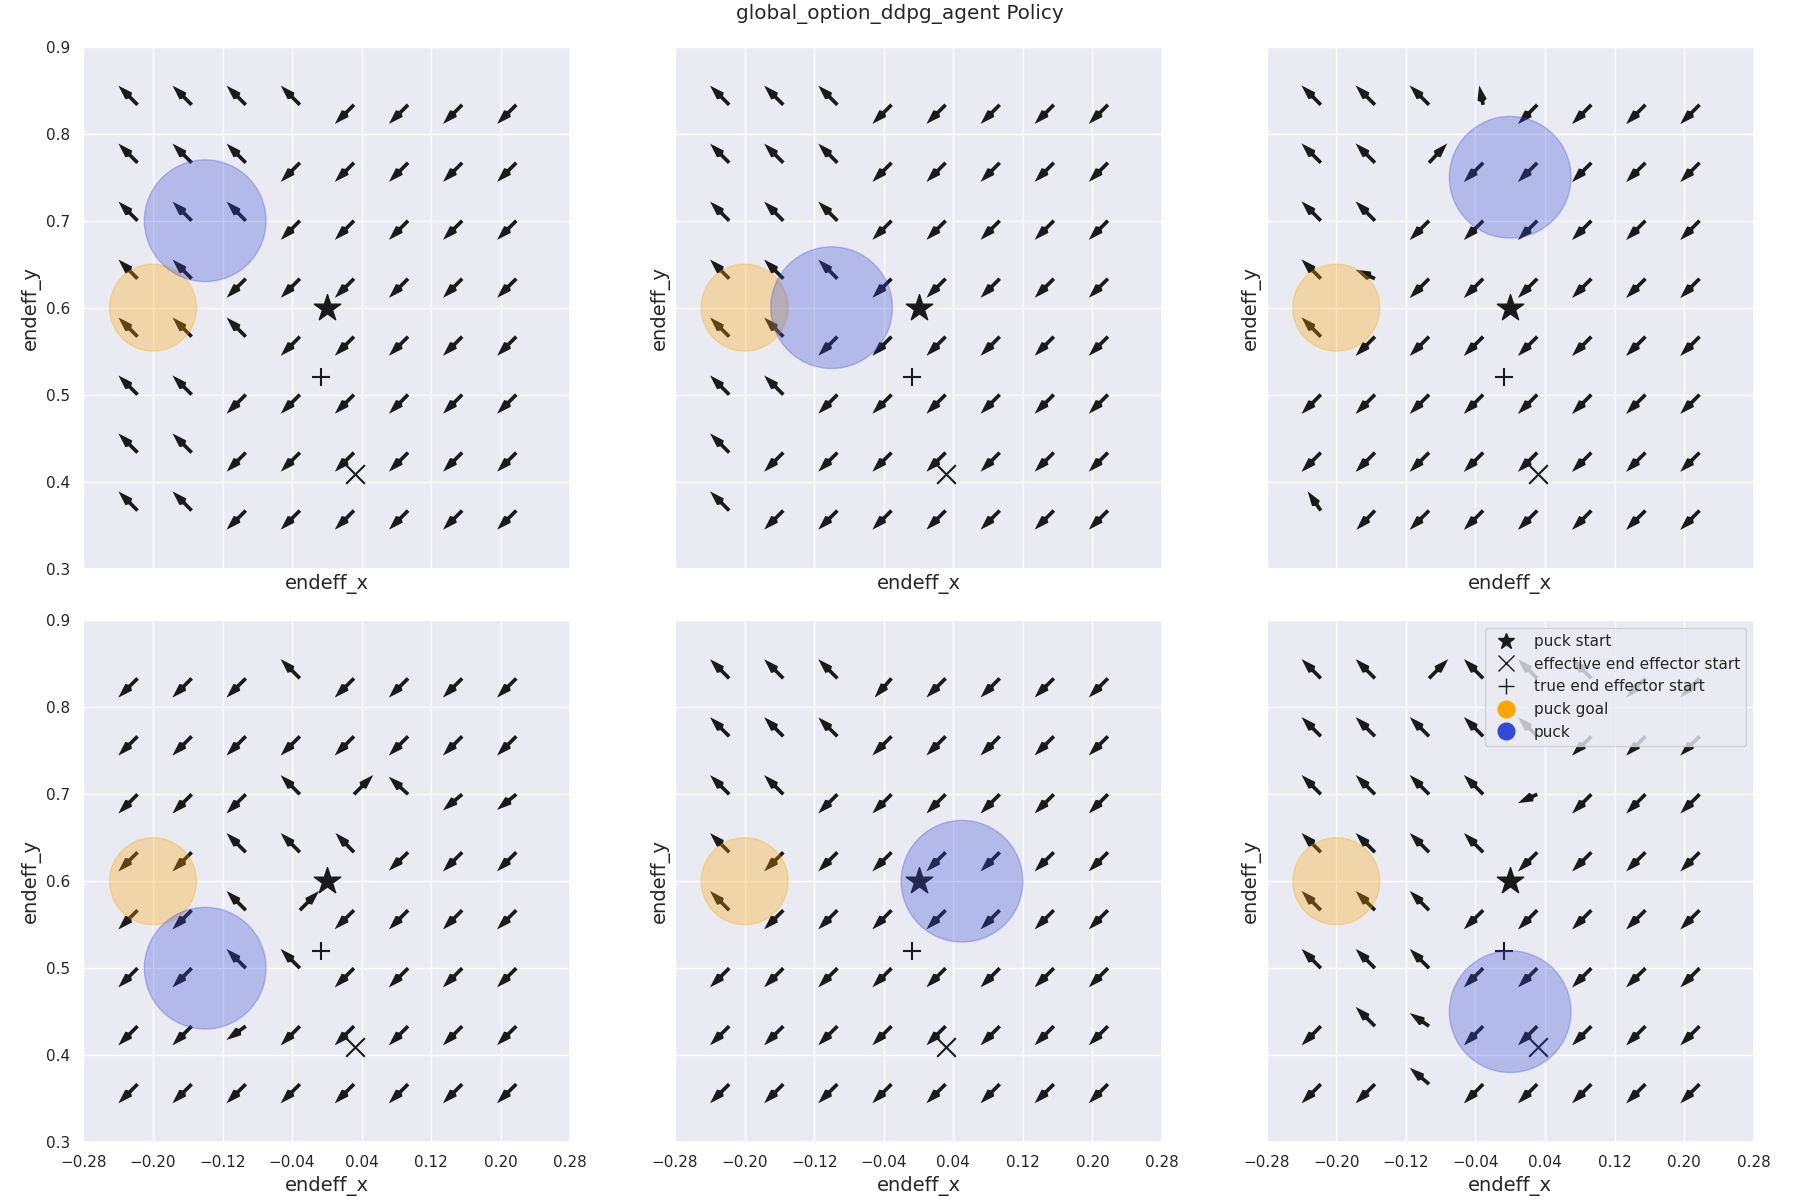 global_option_ddpg_agent Policy
0.9
0.8
0.7
0.6
0.5
0.4
0.3
endeff_y
endeff_x
endeff_y
endeff_x
endeff_y
endeff_x
0.9
0.8
0.7
0.6
0.5
0.4
0.3
endeff_y
−0.28 −0.20 −0.12 −0.04 0.04 0.12 0.20 0.28
endeff_x
endeff_y
−0.28 −0.20 −0.12 −0.04 0.04 0.12 0.20 0.28
endeff_x
endeff_y
puck start
effective end effector start
true end effector start
puck goal
puck
−0.28 −0.20 −0.12 −0.04 0.04 0.12 0.20 0.28
endeff_x